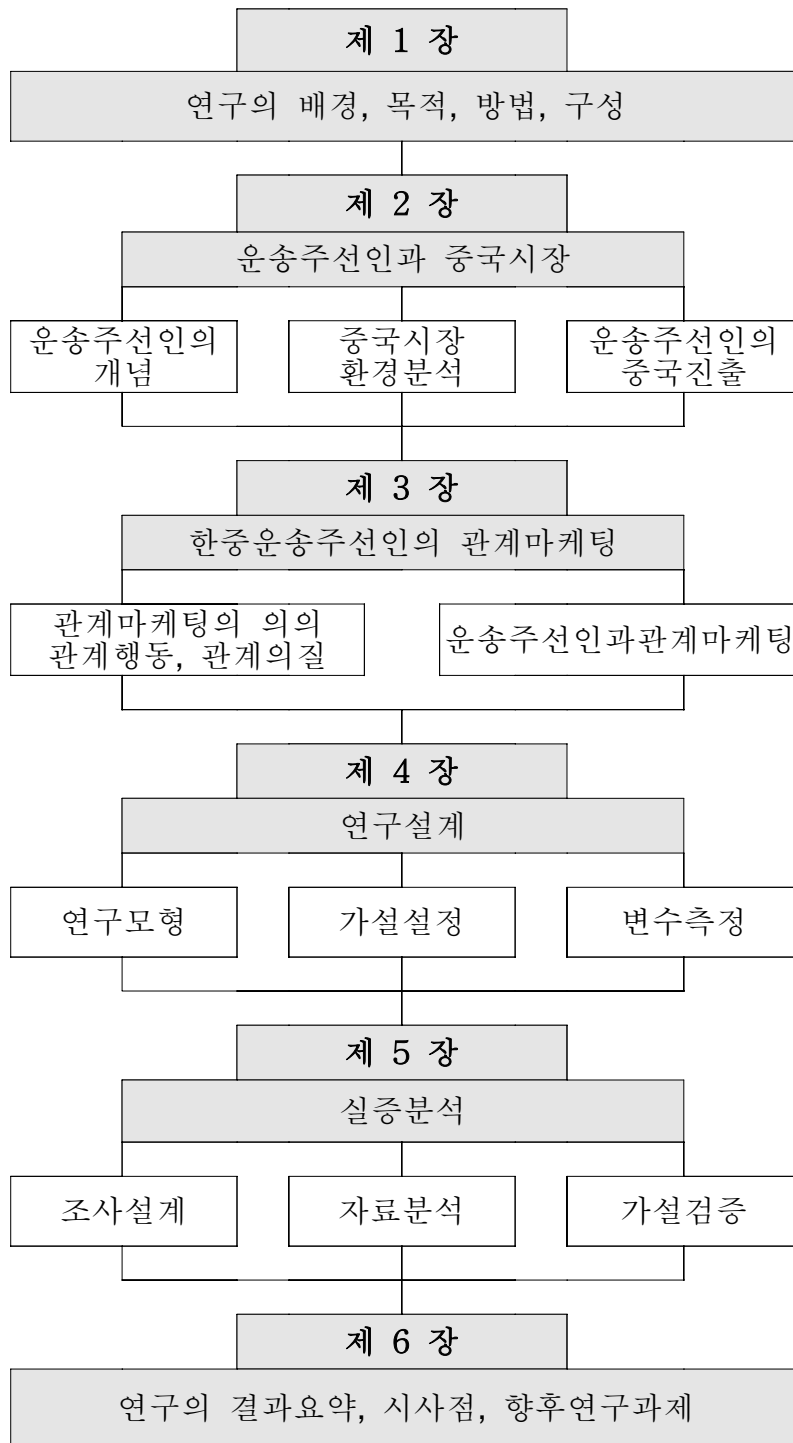 제 1 장
연구의 배경, 목적, 방법, 구성
제 2 장
운송주선인과 중국시장
운송주선인의
개념
중국시장
환경분석
운송주선인의
중국진출
제 3 장
한중운송주선인의 관계마케팅
관계마케팅의 의의
관계행동, 관계의질
운송주선인과관계마케팅
제 4 장
연구설계
연구모형
가설설정
변수측정
제 5 장
실증분석
조사설계
자료분석
가설검증
제 6 장
연구의 결과요약, 시사점, 향후연구과제